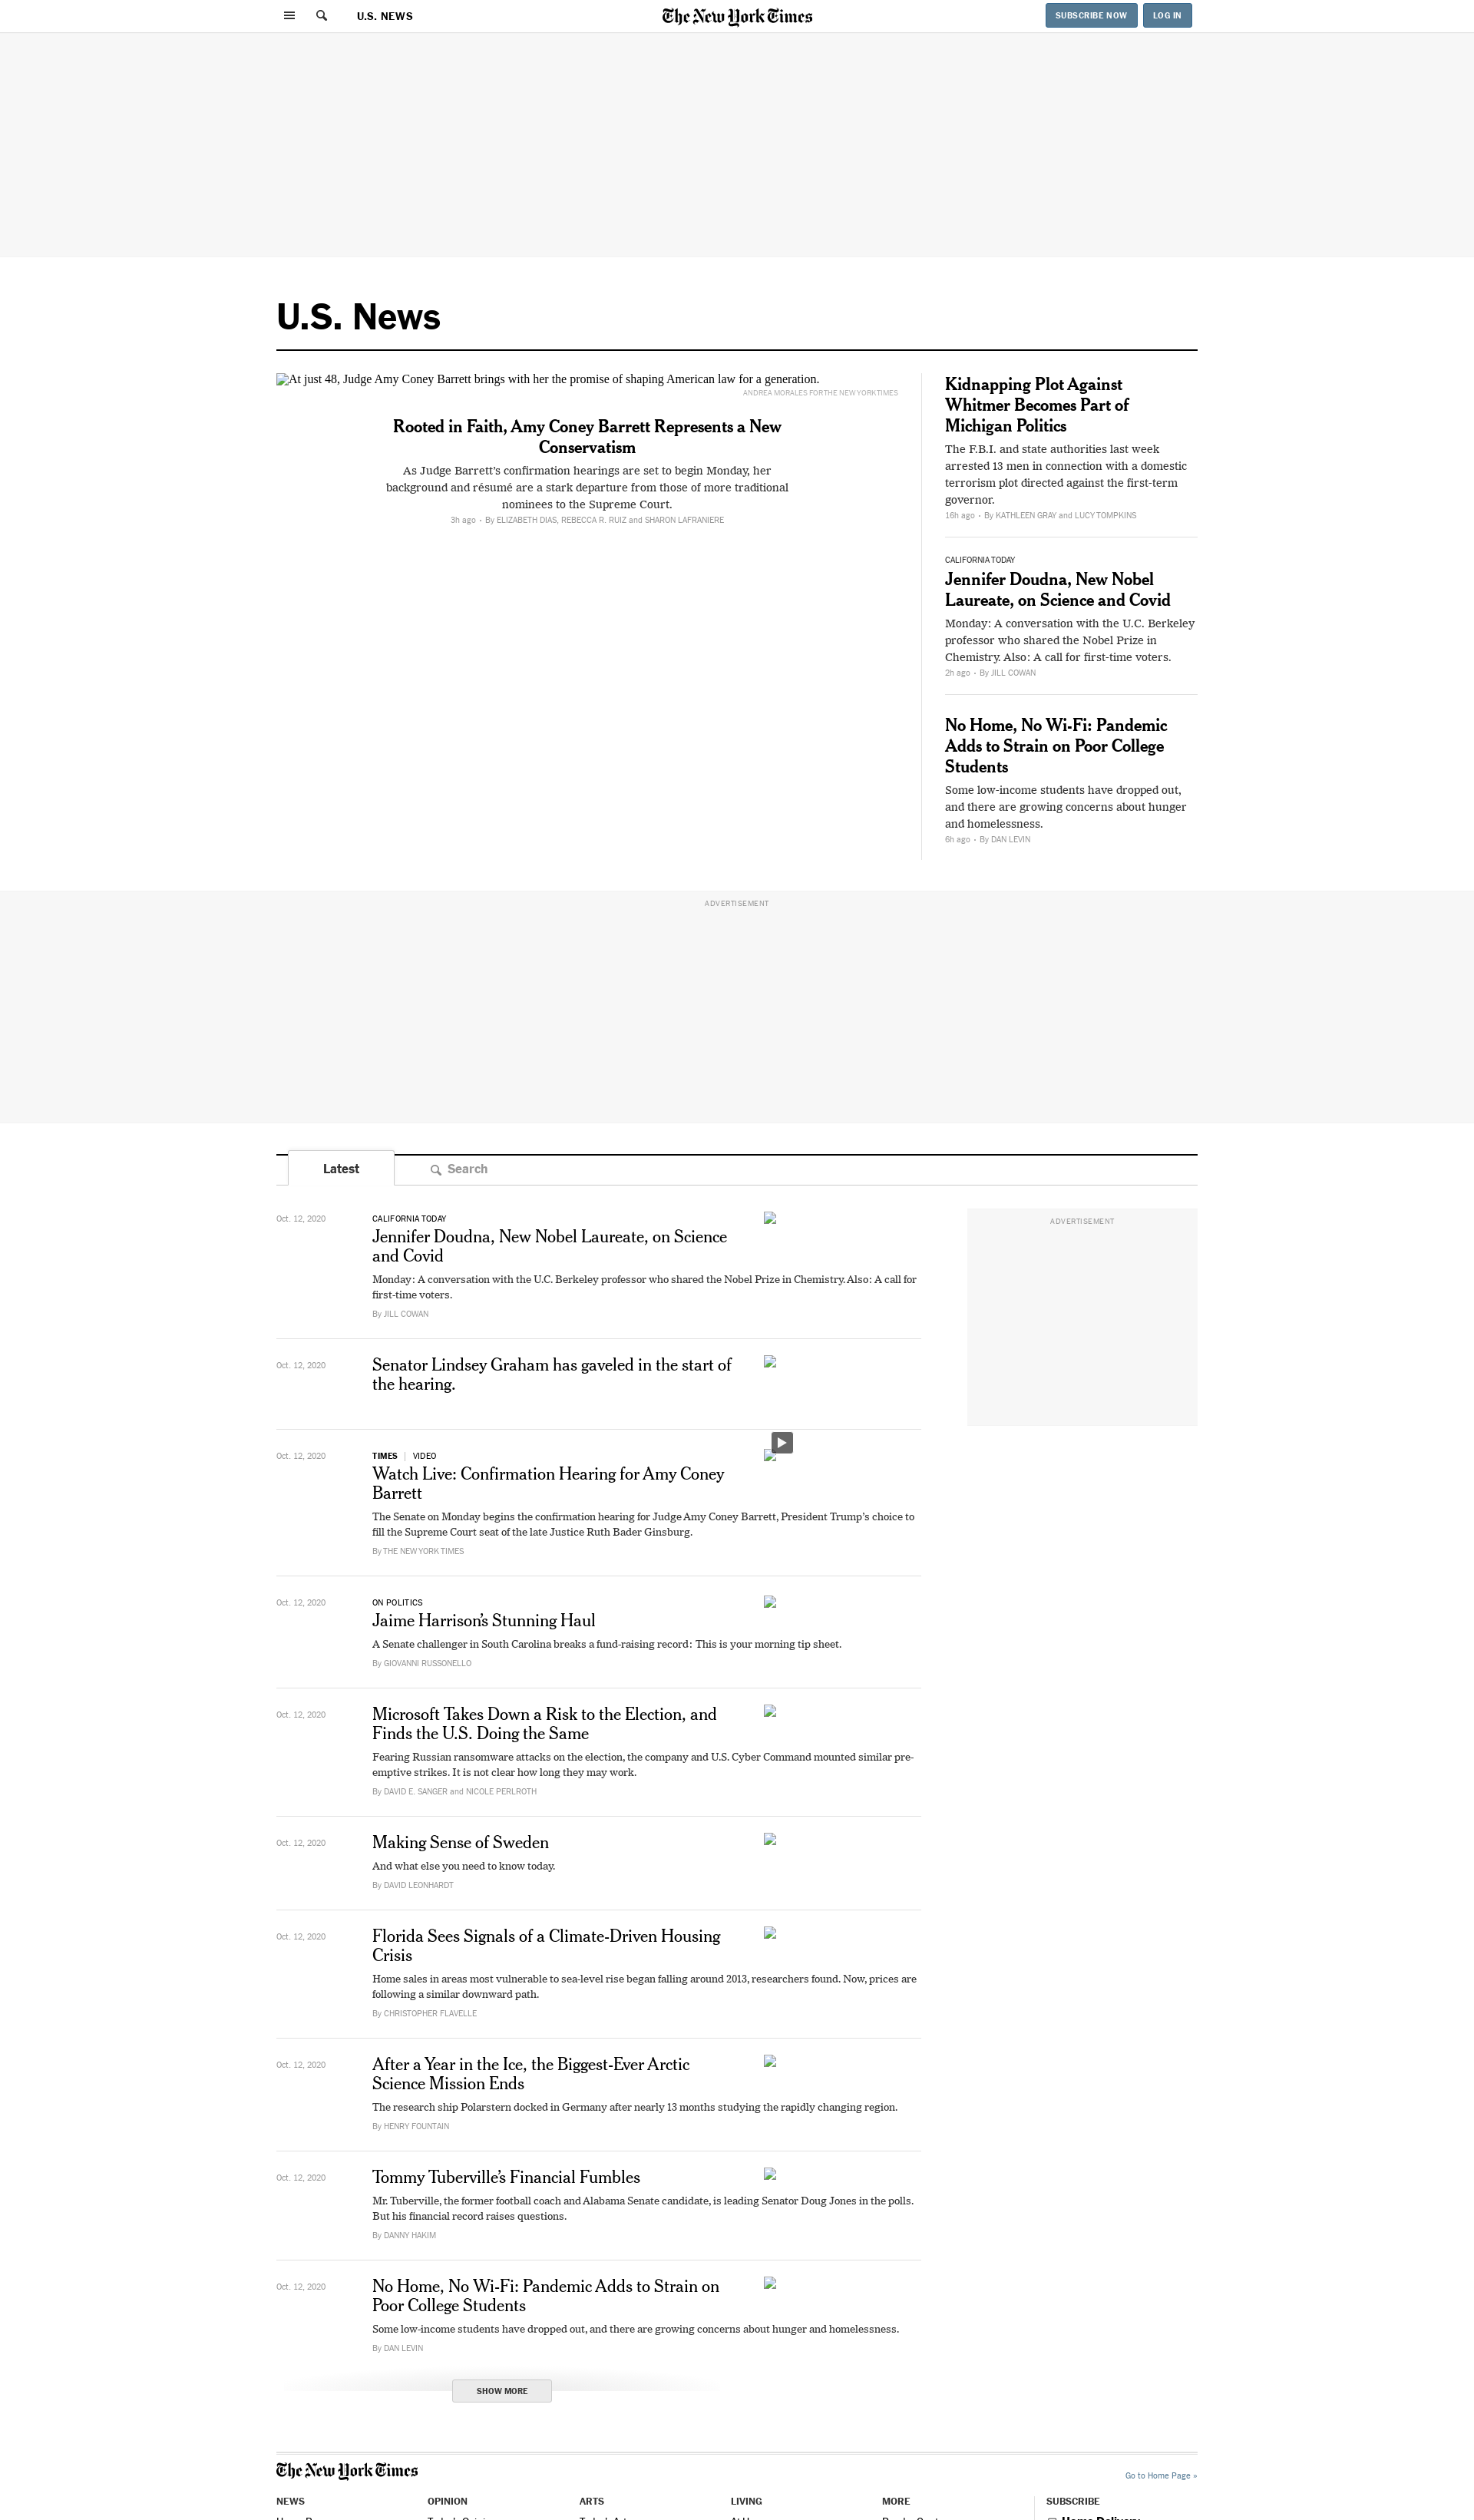 U.S. NEWS
The New York Times
SUBSCRIBE NOW
LOG IN
U.S. News
At just 48, Judge Amy Coney Barrett brings with her the promise of shaping American law for a generation.
ANDREA MORALES FOR THE NEW YORK TIMES
Rooted in Faith, Amy Coney Barrett Represents a New
Conservatism
As Judge Barrett's confirmation hearings are set to begin Monday, her
background and résumé are a stark departure from those of more traditional
nominees to the Supreme Court.
3h ago • By ELIZABETH DIAS, REBECCA R. RUIZ and SHARON LAFRANIERE
Kidnapping Plot Against
Whitmer Becomes Part of
Michigan Politics
The F.B.I. and state authorities last week
arrested 13 men in connection with a domestic
terrorism plot directed against the first-term
governor.
16h ago • By KATHLEEN GRAY and LUCY TOMPKINS
CALIFORNIA TODAY
Jennifer Doudna, New Nobel
Laureate, on Science and Covid
Monday: A conversation with the U.C. Berkeley
professor who shared the Nobel Prize in
Chemistry. Also: A call for first-time voters.
2h ago • By JILL COWAN
No Home, No Wi-Fi: Pandemic
Adds to Strain on Poor College
Students
Some low-income students have dropped out,
and there are growing concerns about hunger
and homelessness.
6h ago • By DAN LEVIN
ADVERTISEMENT
Latest
Search
Oct. 12, 2020
CALIFORNIA TODAY
Jennifer Doudna, New Nobel Laureate, on Science
and Covid
Monday: A conversation with the U.C. Berkeley professor who shared the Nobel Prize in Chemistry. Also: A call for
first-time voters.
By JILL COWAN
ADVERTISEMENT
Oct. 12, 2020
Senator Lindsey Graham has gaveled in the start of
the hearing.
Oct. 12, 2020
TIMES | VIDEO
Watch Live: Confirmation Hearing for Amy Coney
Barrett
The Senate on Monday begins the confirmation hearing for Judge Amy Coney Barrett, President Trump's choice to
fill the Supreme Court seat of the late Justice Ruth Bader Ginsburg.
By THE NEW YORK TIMES
Oct. 12, 2020
ON POLITICS
Jaime Harrison's Stunning Haul
A Senate challenger in South Carolina breaks a fund-raising record: This is your morning tip sheet.
By GIOVANNI RUSSONELLO
Oct. 12, 2020
Microsoft Takes Down a Risk to the Election, and
Finds the U.S. Doing the Same
Fearing Russian ransomware attacks on the election, the company and U.S. Cyber Command mounted similar pre-
emptive strikes. It is not clear how long they may work.
By DAVID E. SANGER and NICOLE PERLROTH
Oct. 12, 2020
Making Sense of Sweden
And what else you need to know today.
By DAVID LEONHARDT
Oct. 12, 2020
Florida Sees Signals of a Climate-Driven Housing
Crisis
Home sales in areas most vulnerable to sea-level rise began falling around 2013, researchers found. Now, prices are
following a similar downward path.
By CHRISTOPHER FLAVELLE
Oct. 12, 2020
After a Year in the Ice, the Biggest-Ever Arctic
Science Mission Ends
The research ship Polarstern docked in Germany after nearly 13 months studying the rapidly changing region.
By HENRY FOUNTAIN
Oct. 12, 2020
Tommy Tuberville's Financial Fumbles
Mr. Tuberville, the former football coach and Alabama Senate candidate, is leading Senator Doug Jones in the polls.
But his financial record raises questions.
By DANNY HAKIM
Oct. 12, 2020
No Home, No Wi-Fi: Pandemic Adds to Strain on
Poor College Students
Some low-income students have dropped out, and there are growing concerns about hunger and homelessness.
By DAN LEVIN
SHOW MORE
The New York Times
Go to Home Page »
NEWS
OPINION
ARTS
LIVING
MORE
SUBSCRIBE